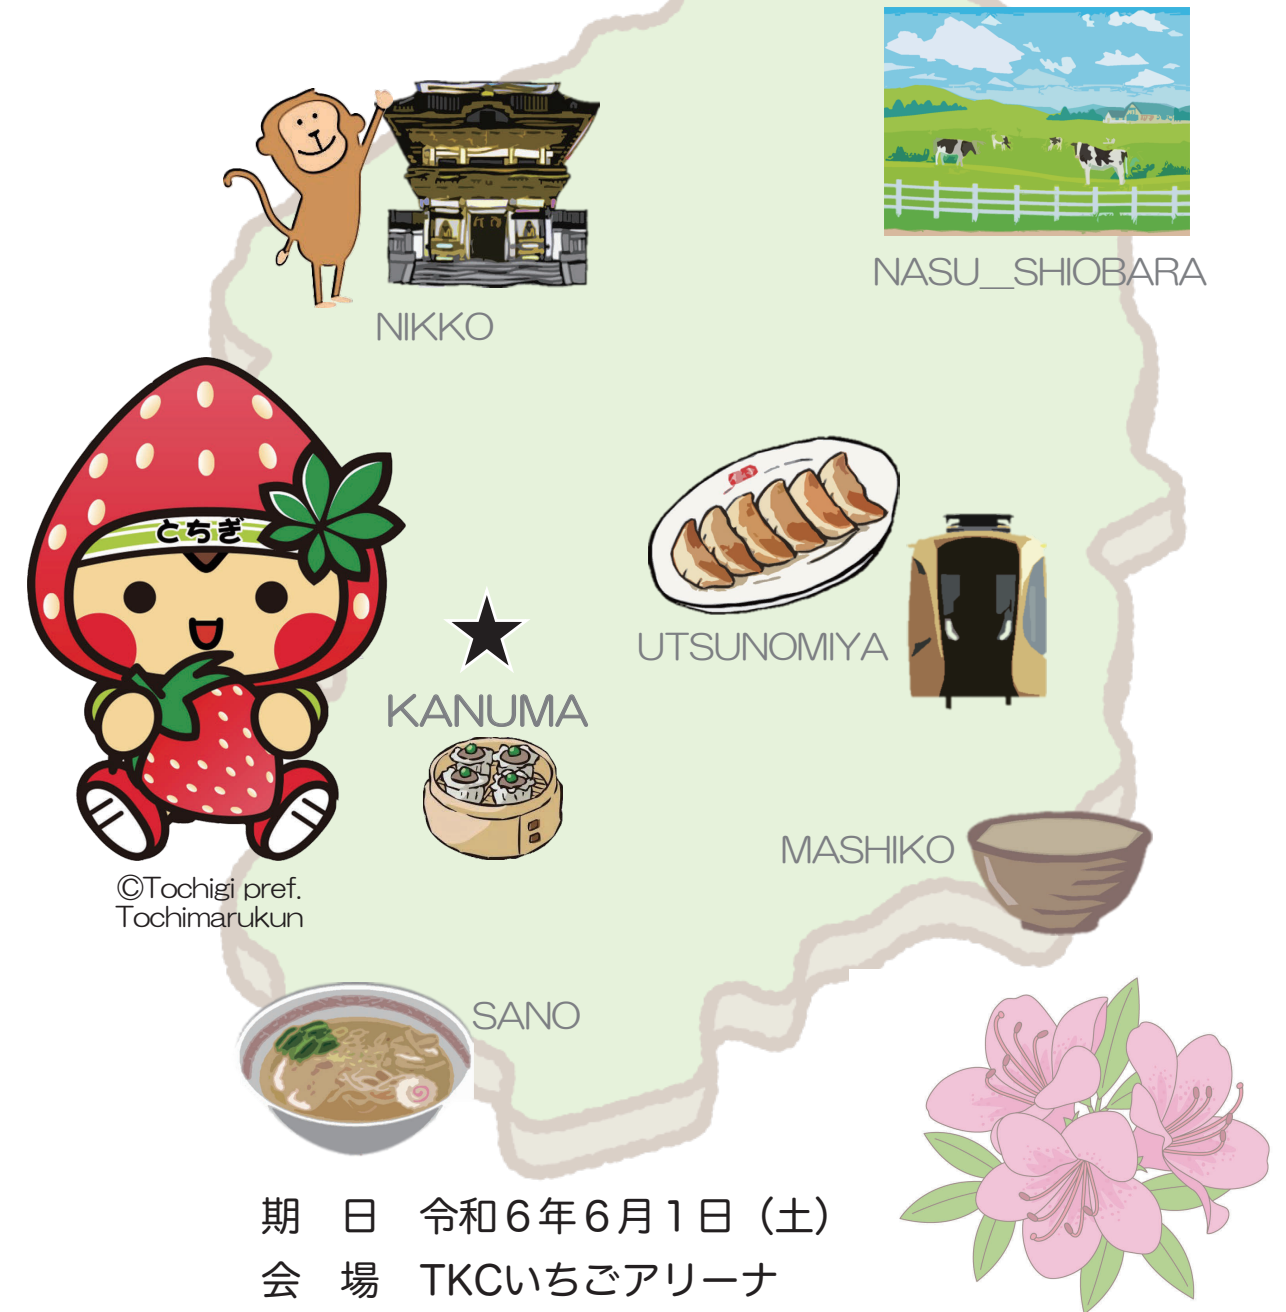 NASU__SHIOBARA
NIKKO
とちぎ
UTSUNOMIYA
KANUMA
MASHIKO
©Tochigi pref.
Tochimarukun
SANO
期 日 令和６年６月１日（土）
会 場 TKCいちごアリーナ